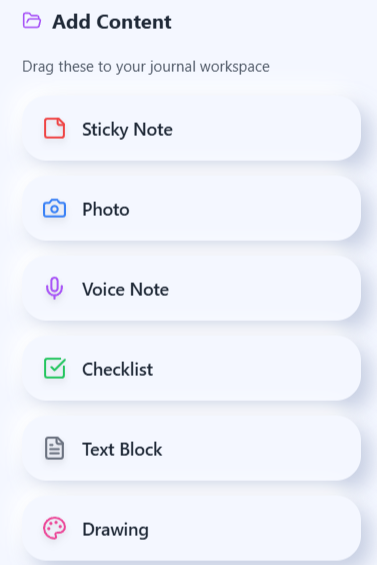 Add Content
Drag these to your journal workspace
Sticky Note
Photo
Voice Note
Checklist
Text Block
Drawing